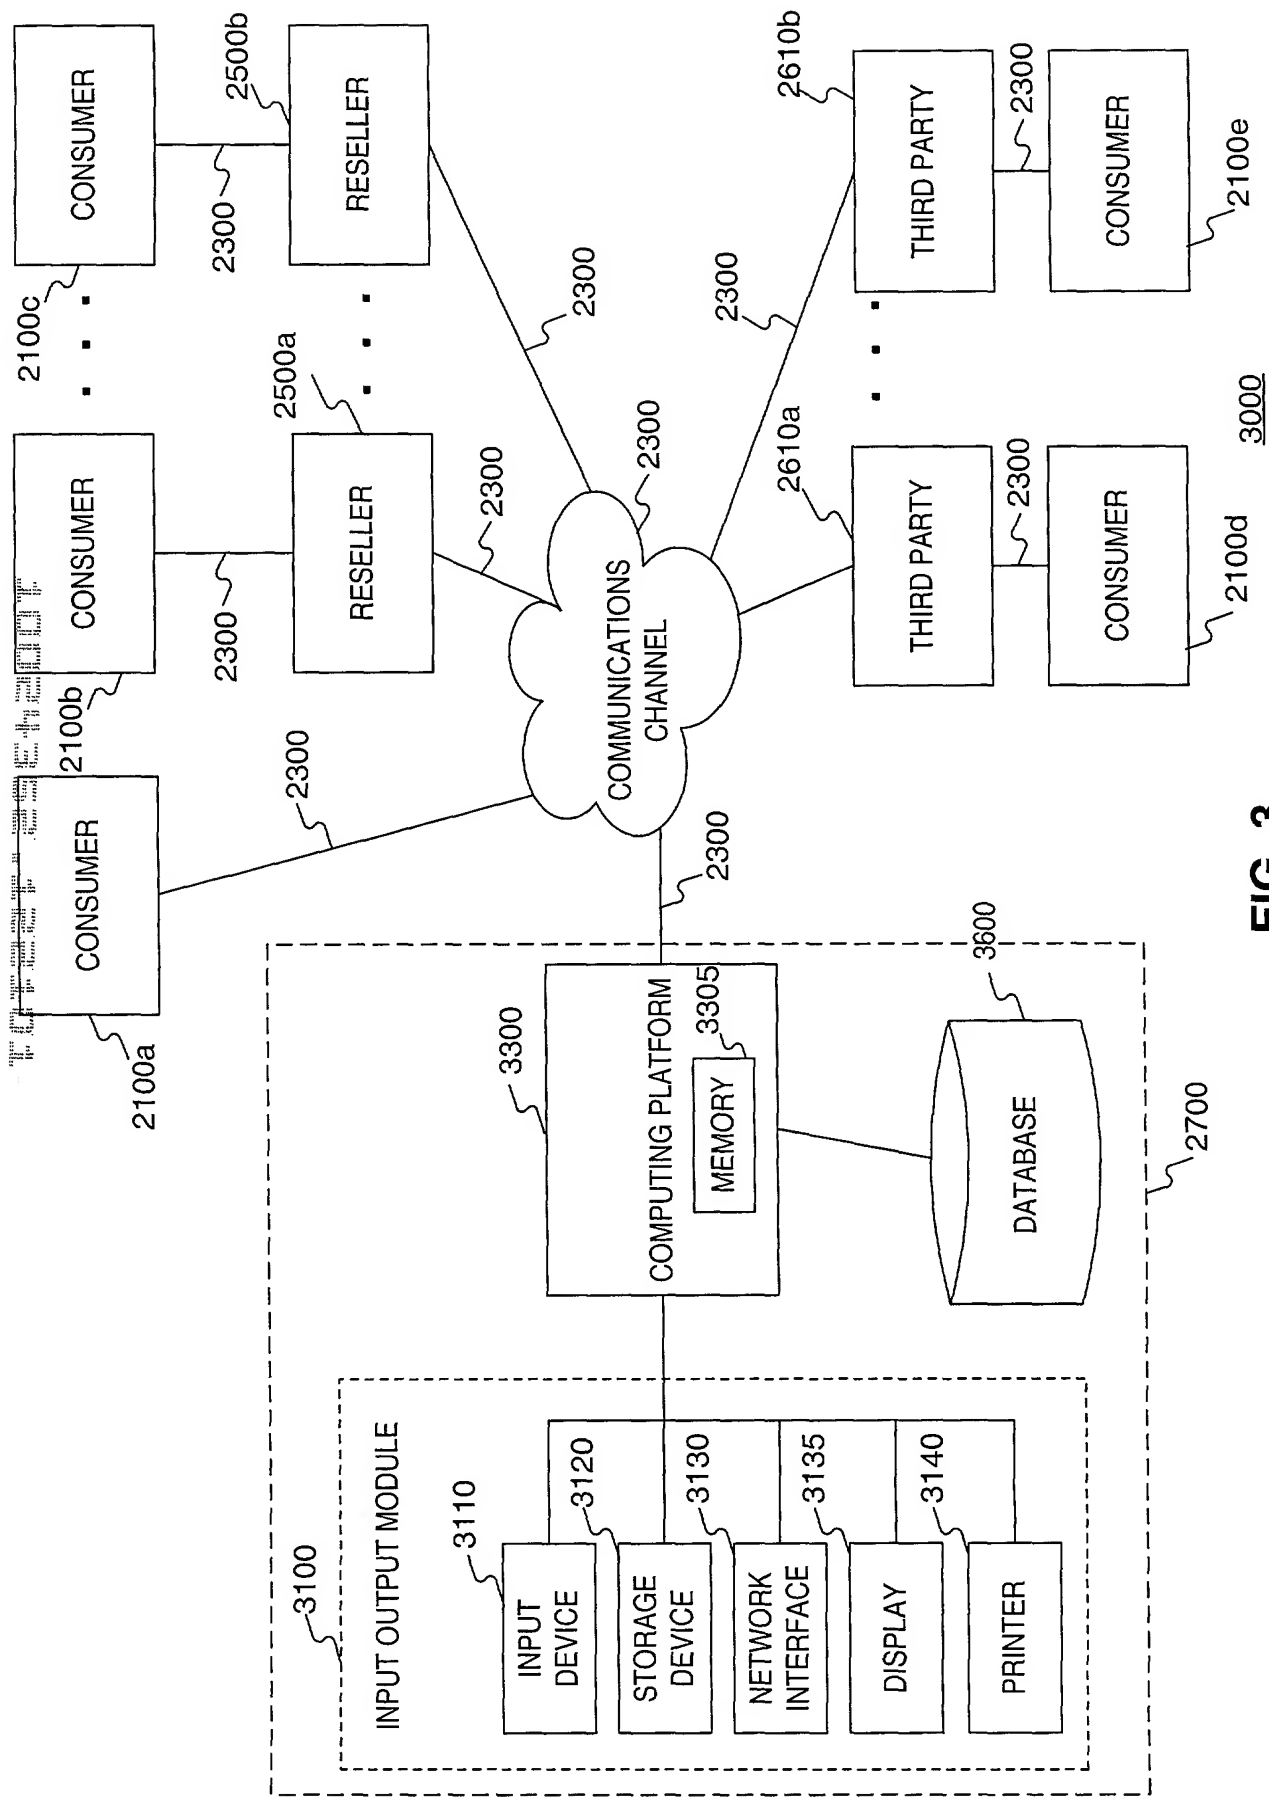 CONSUMER
2100a
CONSUMER
2100b
CONSUMER
2100c
2300
2300
2300
RESELLER
2500a
RESELLER
2500b
2300
2300
COMMUNICATIONS
CHANNEL
2300
2300
2300
THIRD PARTY
2610a
THIRD PARTY
2610b
2300
2300
CONSUMER
2100d
CONSUMER
2100e
3100
INPUT OUTPUT MODULE
3110
INPUT
DEVICE
3120
STORAGE
DEVICE
3130
NETWORK
INTERFACE
3135
DISPLAY
3140
PRINTER
3300
COMPUTING PLATFORM
3305
MEMORY
3600
DATABASE
2700
3000
FIG. 3